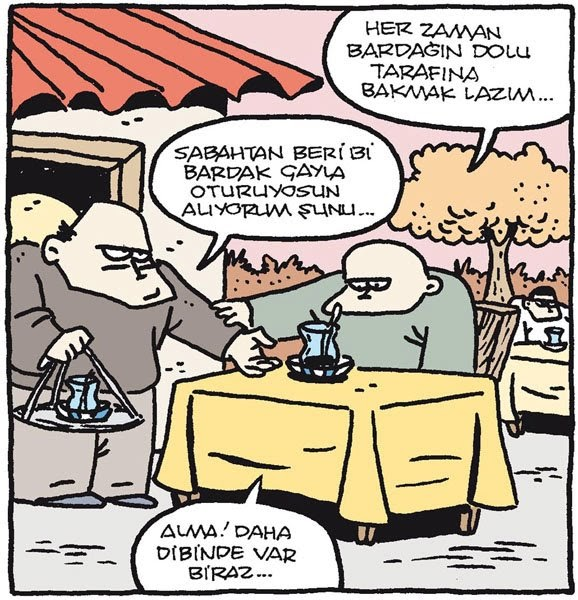 HER ZAMAN
BARDAĞIN DOLU
TARAFINA
BAKMAK LAZIM...
SABAHTAN BERİ Bİ
BARDAK ÇAYLA
OTURUYOSUN
ALIYORUM ŞUNU...
ALMA! DAHA
DİBİNDE VAR
BİRAZ...